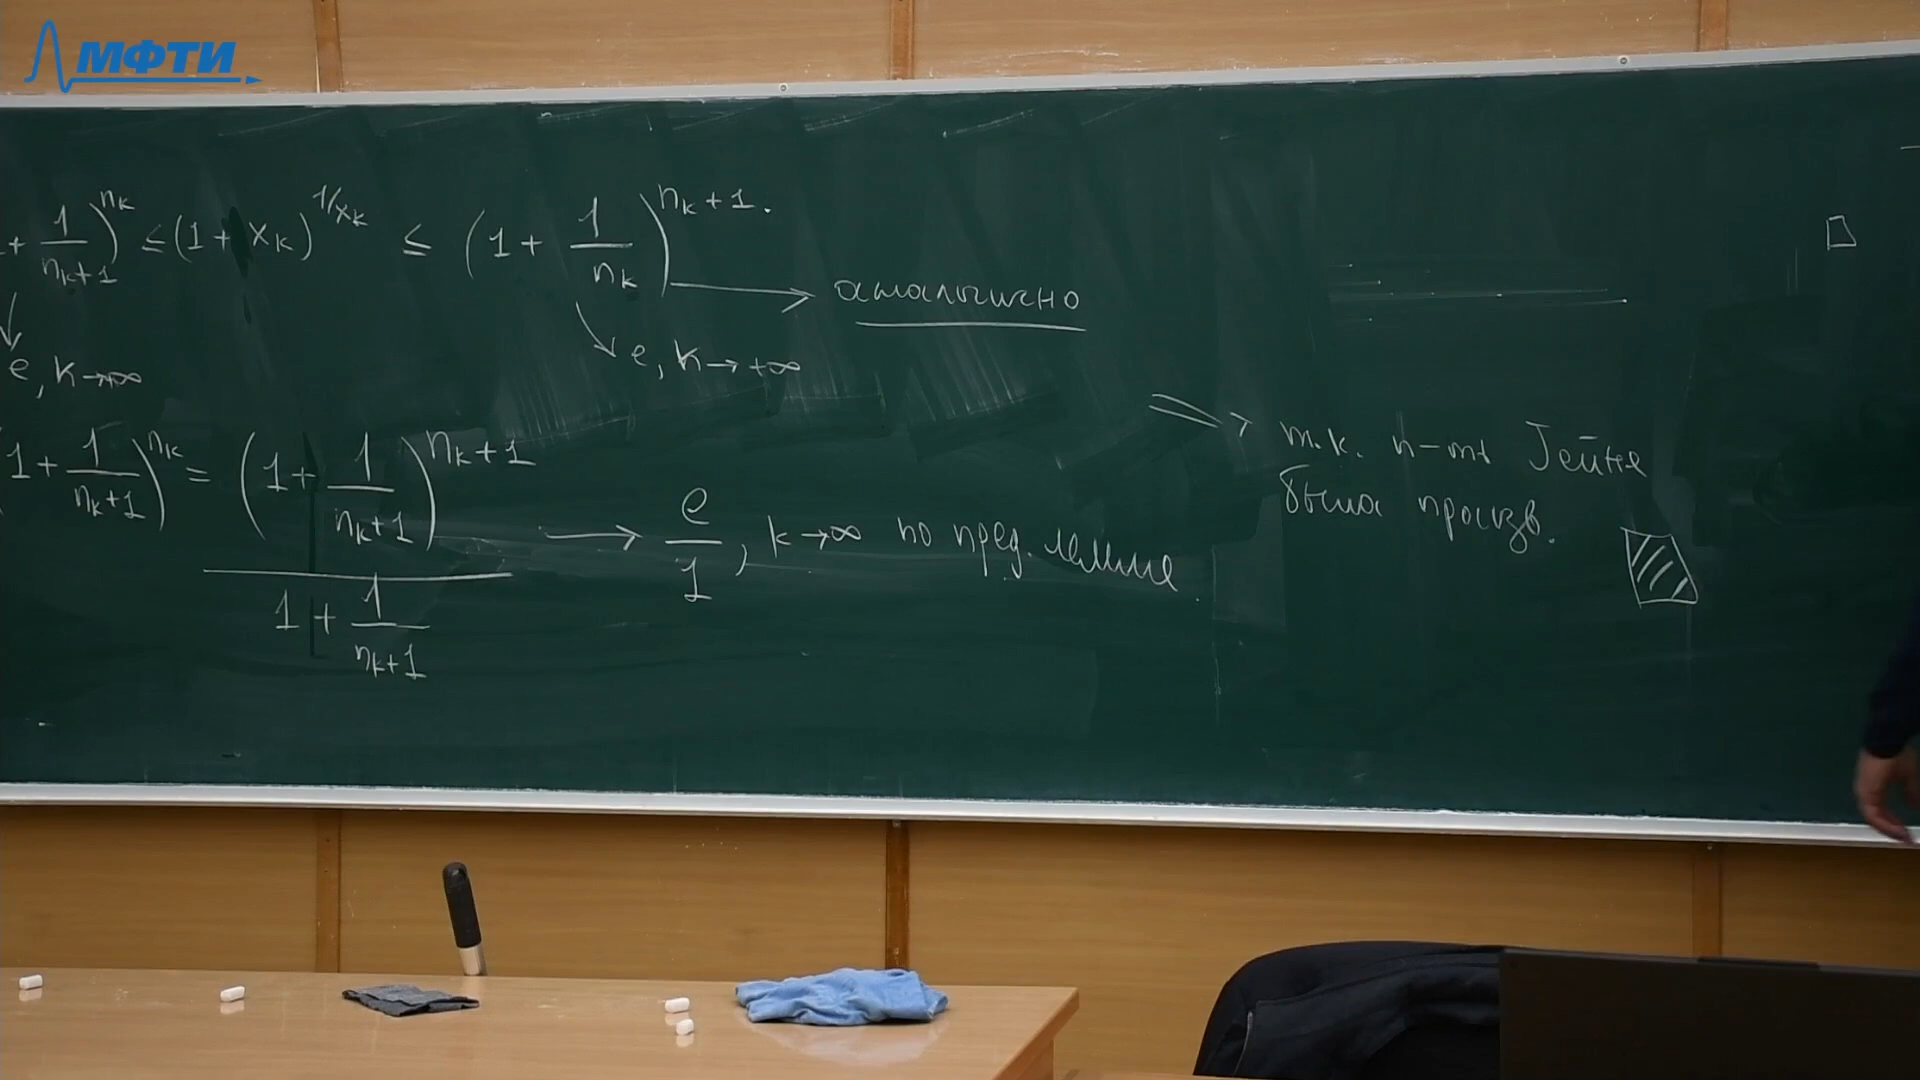 МФТИ
+ 1/(n_k+1))^{n_k} ≤ (1 + x_k)^{1/x_k} ≤ (1 + 1/n_k)^{n_k+1}.
→ аналогично
e, k→+∞
e, k→+∞
(1 + 1/(n_k+1))^{n_k} = (1 + 1/(n_k+1))^{n_k+1} / (1 + 1/(n_k+1)) → e/1, k→∞ по пред. лемме.
⇒ т.к. п-ть Гейне
была произв.